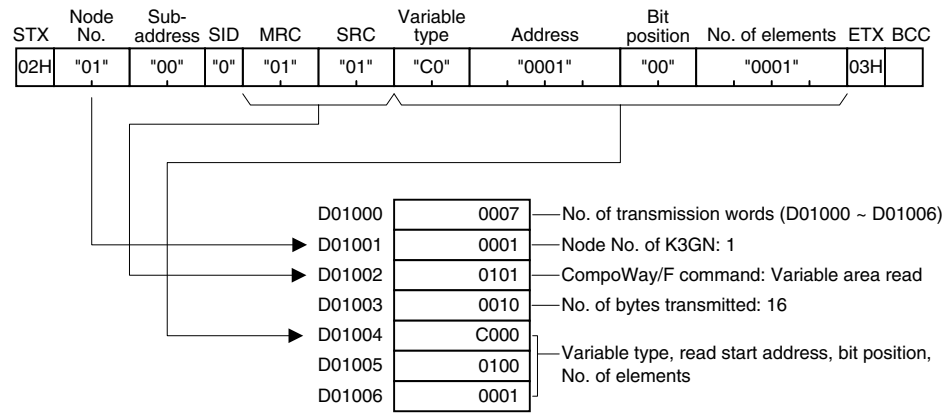 STX Node No. Sub-address SID MRC SRC Variable type Address Bit position No. of elements ETX BCC
02H "01" "00" "0" "01" "01" "C0" "0001" "00" "0001" 03H
D01000 0007 No. of transmission words (D01000 ~ D01006)
D01001 0001 Node No. of K3GN: 1
D01002 0101 CompoWay/F command: Variable area read
D01003 0010 No. of bytes transmitted: 16
D01004 C000
D01005 0100
D01006 0001
Variable type, read start address, bit position,
No. of elements